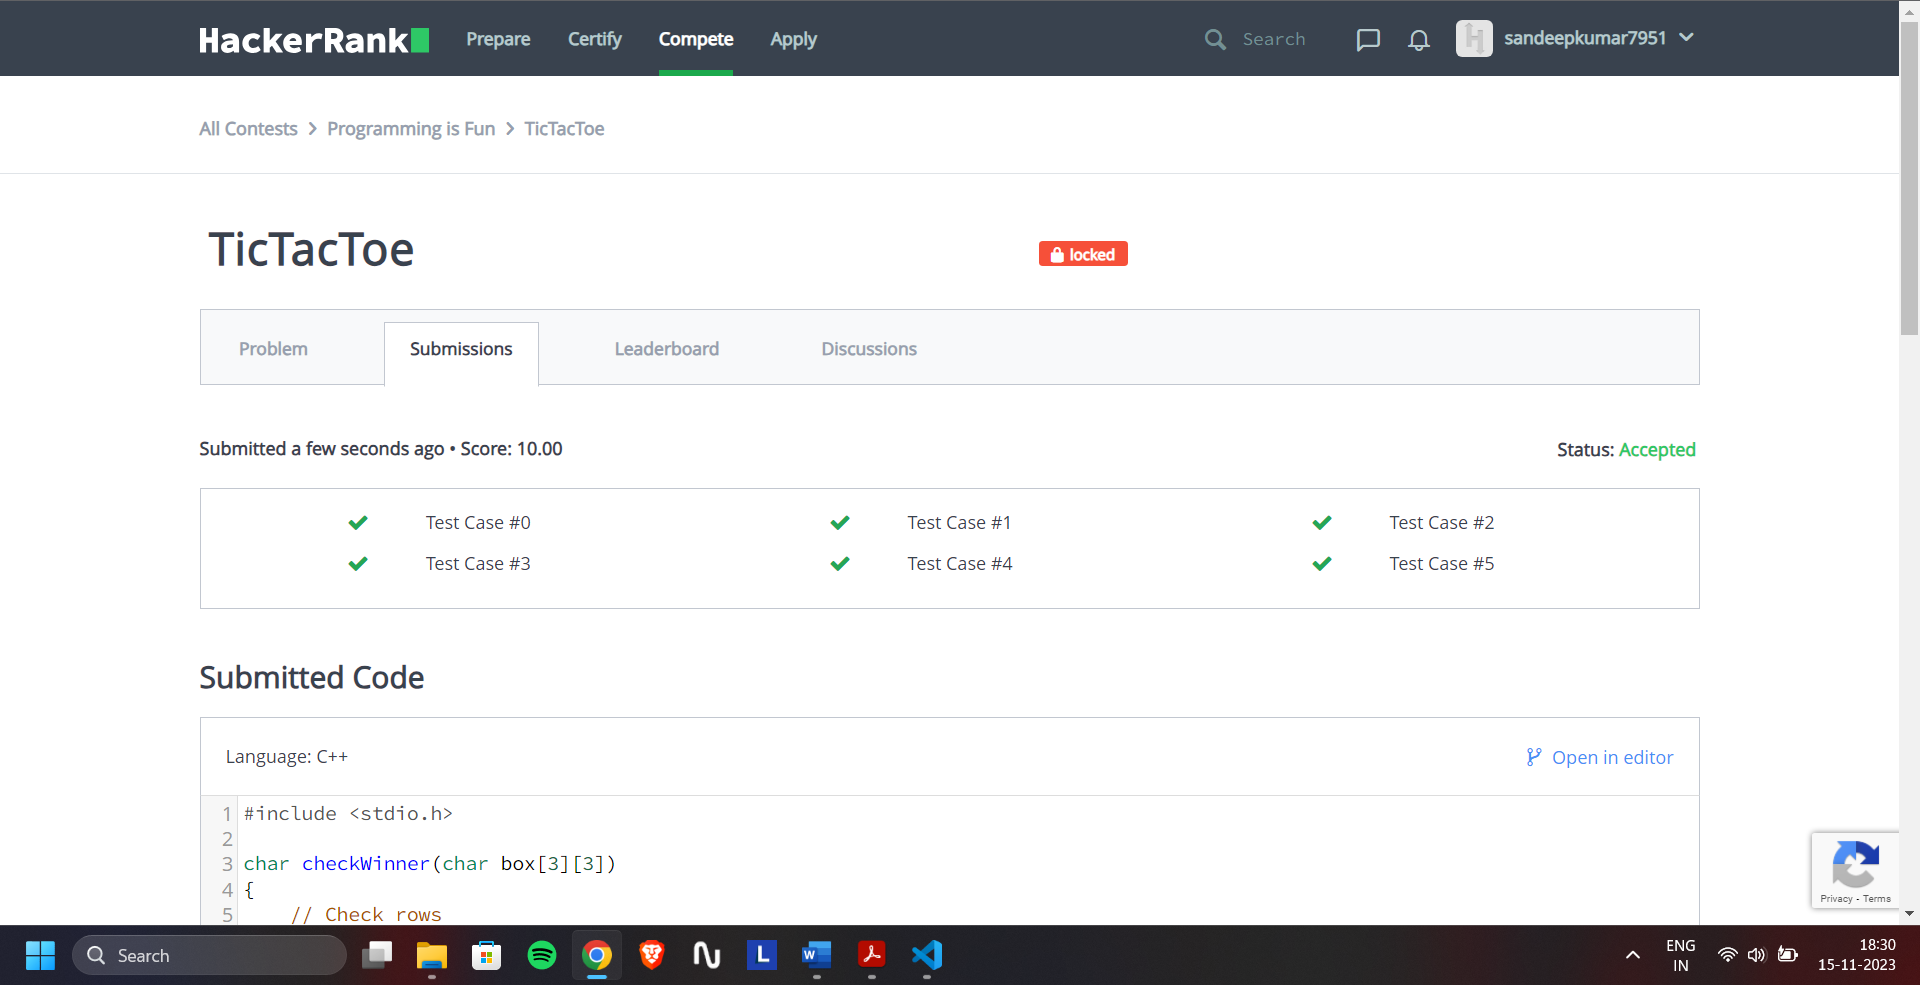 HackerRank Prepare Certify Compete Apply Search sandeepkumar7951
All Contests > Programming is Fun > TicTacToe
TicTacToe locked
Problem Submissions Leaderboard Discussions
Submitted a few seconds ago • Score: 10.00 Status: Accepted
Test Case #0 Test Case #1 Test Case #2
Test Case #3 Test Case #4 Test Case #5
Submitted Code
Language: C++ Open in editor
1 #include <stdio.h>
2
3 char checkWinner(char box[3][3])
4 {
5 // Check rows
Privacy - Terms
Search
ENG
IN
18:30
15-11-2023